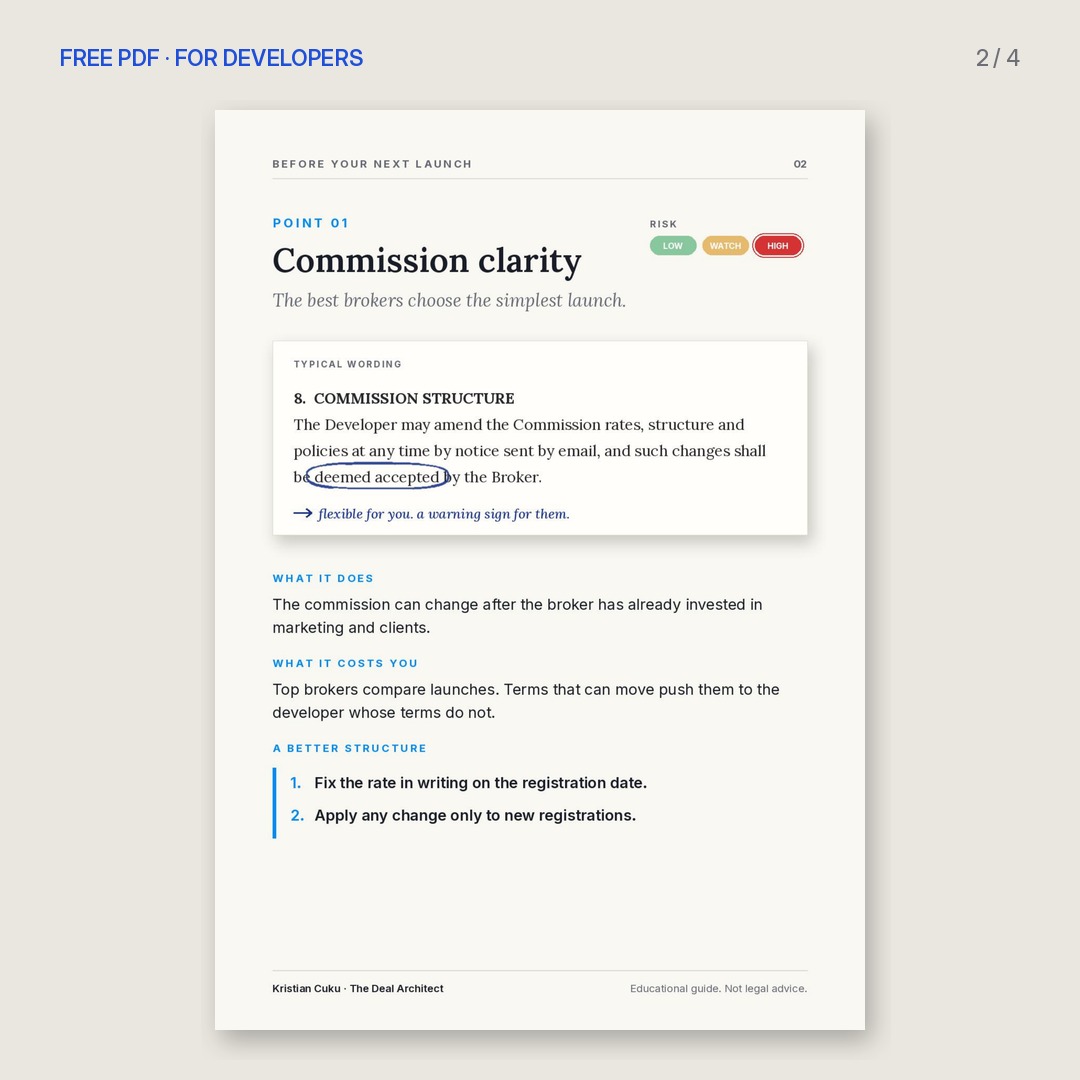 FREE PDF · FOR DEVELOPERS
2 / 4
BEFORE YOUR NEXT LAUNCH
02
POINT 01
RISK
LOW
WATCH
HIGH
Commission clarity
The best brokers choose the simplest launch.
TYPICAL WORDING
8. COMMISSION STRUCTURE
The Developer may amend the Commission rates, structure and
policies at any time by notice sent by email, and such changes shall
be deemed accepted by the Broker.
→ flexible for you. a warning sign for them.
WHAT IT DOES
The commission can change after the broker has already invested in
marketing and clients.
WHAT IT COSTS YOU
Top brokers compare launches. Terms that can move push them to the
developer whose terms do not.
A BETTER STRUCTURE
1. Fix the rate in writing on the registration date.
2. Apply any change only to new registrations.
Kristian Cuku · The Deal Architect
Educational guide. Not legal advice.